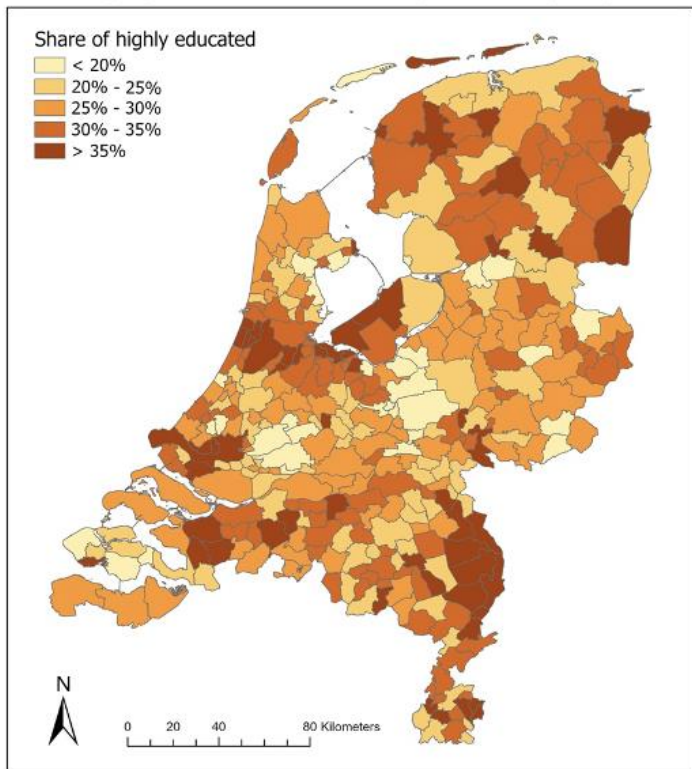 Share of highly educated
< 20%
20% - 25%
25% - 30%
30% - 35%
> 35%
N
0 20 40 80 Kilometers